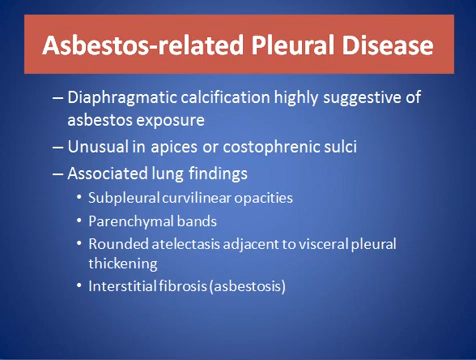 Asbestos-related Pleural Disease
– Diaphragmatic calcification highly suggestive of
asbestos exposure
– Unusual in apices or costophrenic sulci
– Associated lung findings
• Subpleural curvilinear opacities
• Parenchymal bands
• Rounded atelectasis adjacent to visceral pleural
thickening
• Interstitial fibrosis (asbestosis)